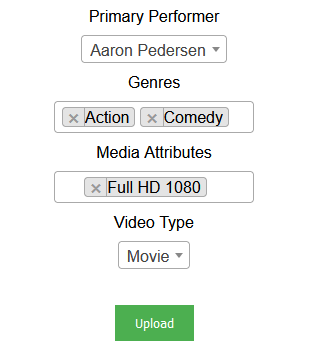 Primary Performer
Aaron Pedersen
Genres
× Action × Comedy
Media Attributes
× Full HD 1080
Video Type
Movie
Upload